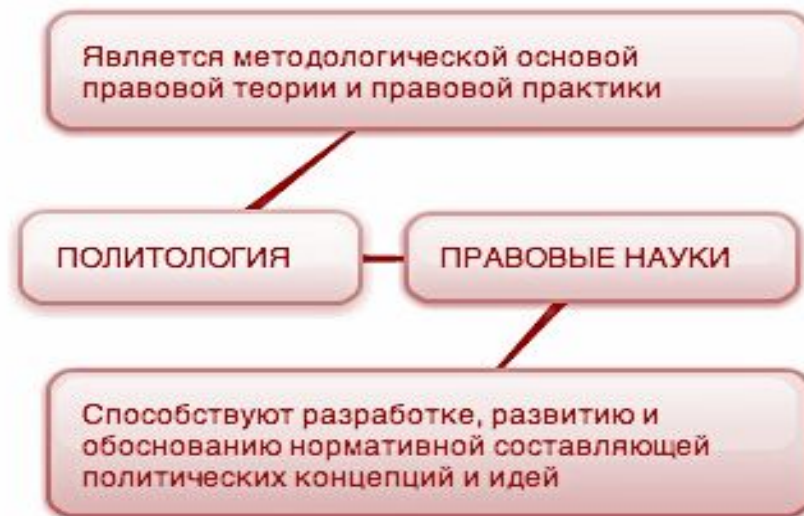 Является методологической основой
правовой теории и правовой практики
ПОЛИТОЛОГИЯ
ПРАВОВЫЕ НАУКИ
Способствуют разработке, развитию и
обоснованию нормативной составляющей
политических концепций и идей